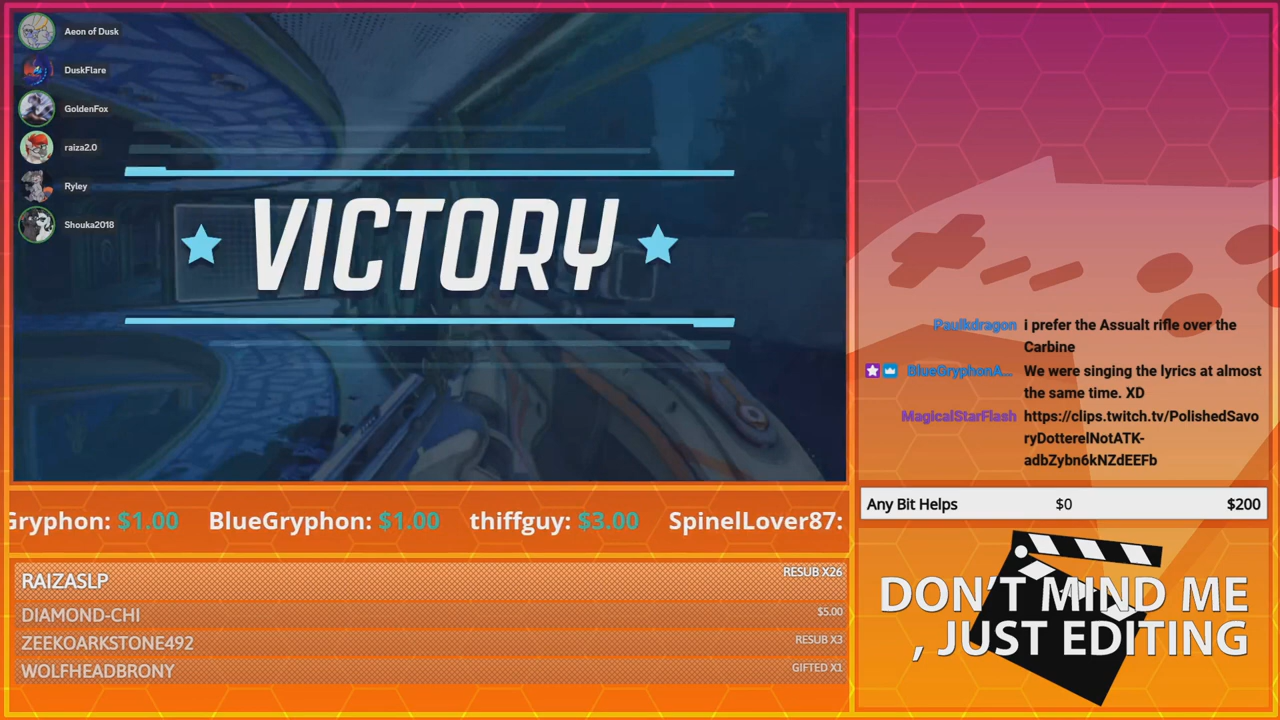 Aeon of Dusk
DuskFlare
GoldenFox
raiza2.0
Ryley
Shouka2018
VICTORY
Paulkdragon i prefer the Assualt rifle over the
Carbine
BlueGryphonA... We were singing the lyrics at almost
the same time. XD
MagicalStarFlash https://clips.twitch.tv/PolishedSavo
ryDotterelNotATK-
adbZybn6kNZdEEFb
Any Bit Helps $0 $200
Gryphon: $1.00 BlueGryphon: $1.00 thiffguy: $3.00 SpinelLover87:
RAIZASLP RESUB X26
DIAMOND-CHI $5.00
ZEEKOARKSTONE492 RESUB X3
WOLFHEADBRONY GIFTED X1
DON'T MIND ME
, JUST EDITING